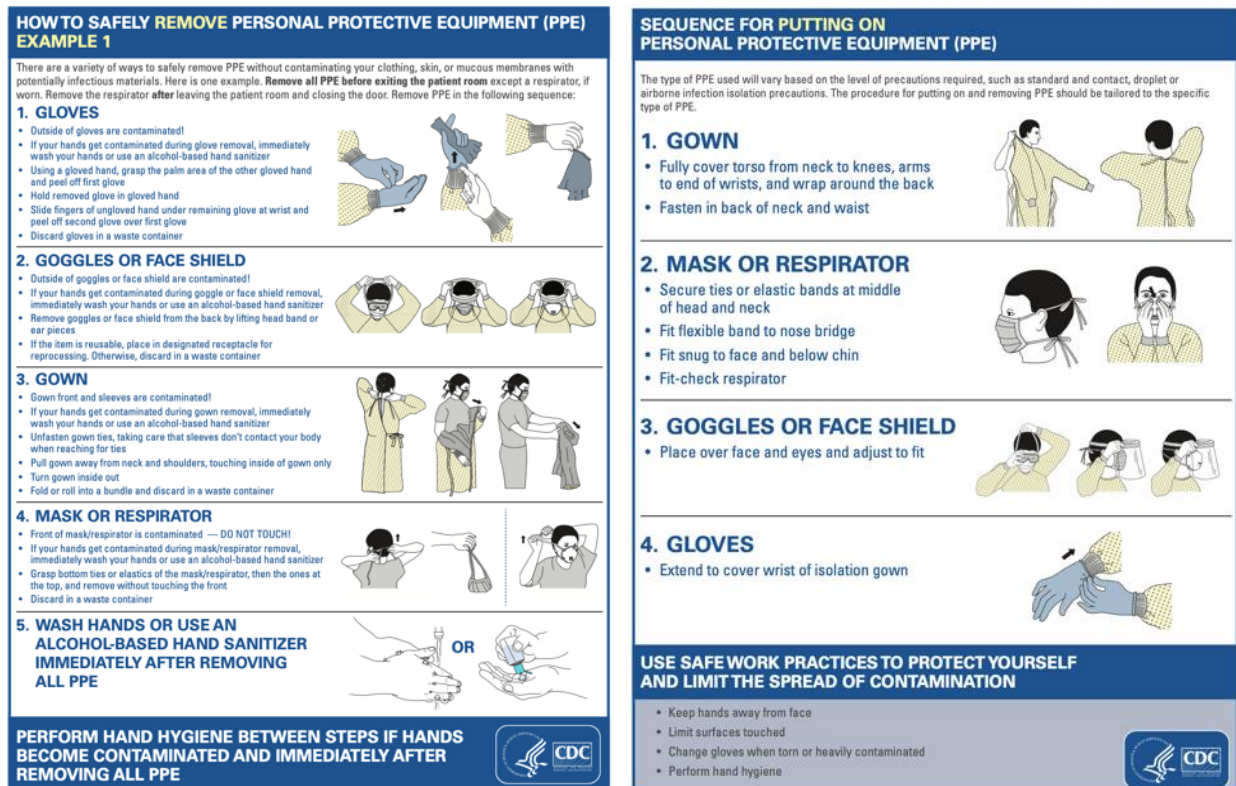 HOW TO SAFELY REMOVE PERSONAL PROTECTIVE EQUIPMENT (PPE)
EXAMPLE 1
There are a variety of ways to safely remove PPE without contaminating your clothing, skin, or mucous membranes with
potentially infectious materials. Here is one example. Remove all PPE before exiting the patient room except a respirator, if
worn. Remove the respirator after leaving the patient room and closing the door. Remove PPE in the following sequence:
1. GLOVES
• Outside of gloves are contaminated!
• If your hands get contaminated during glove removal, immediately
wash your hands or use an alcohol-based hand sanitizer
• Using a gloved hand, grasp the palm area of the other gloved hand
and peel off first glove
• Hold removed glove in gloved hand
• Slide fingers of ungloved hand under remaining glove at wrist and
peel off second glove over first glove
• Discard gloves in a waste container
2. GOGGLES OR FACE SHIELD
• Outside of goggles or face shield are contaminated!
• If your hands get contaminated during goggle or face shield removal,
immediately wash your hands or use an alcohol-based hand sanitizer
• Remove goggles or face shield from the back by lifting head band or
ear pieces
• If the item is reusable, place in designated receptacle for
reprocessing. Otherwise, discard in a waste container
3. GOWN
• Gown front and sleeves are contaminated!
• If your hands get contaminated during gown removal, immediately
wash your hands or use an alcohol-based hand sanitizer
• Unfasten gown ties, taking care that sleeves don't contact your body
when reaching for ties
• Pull gown away from neck and shoulders, touching inside of gown only
• Turn gown inside out
• Fold or roll into a bundle and discard in a waste container
4. MASK OR RESPIRATOR
• Front of mask/respirator is contaminated — DO NOT TOUCH!
• If your hands get contaminated during mask/respirator removal,
immediately wash your hands or use an alcohol-based hand sanitizer
• Grasp bottom ties or elastics of the mask/respirator, then the ones at
the top, and remove without touching the front
• Discard in a waste container
5. WASH HANDS OR USE AN
ALCOHOL-BASED HAND SANITIZER
IMMEDIATELY AFTER REMOVING
ALL PPE
OR
PERFORM HAND HYGIENE BETWEEN STEPS IF HANDS
BECOME CONTAMINATED AND IMMEDIATELY AFTER
REMOVING ALL PPE
CDC
SEQUENCE FOR PUTTING ON
PERSONAL PROTECTIVE EQUIPMENT (PPE)
The type of PPE used will vary based on the level of precautions required, such as standard and contact, droplet or
airborne infection isolation precautions. The procedure for putting on and removing PPE should be tailored to the specific
type of PPE.
1. GOWN
• Fully cover torso from neck to knees, arms
to end of wrists, and wrap around the back
• Fasten in back of neck and waist
2. MASK OR RESPIRATOR
• Secure ties or elastic bands at middle
of head and neck
• Fit flexible band to nose bridge
• Fit snug to face and below chin
• Fit-check respirator
3. GOGGLES OR FACE SHIELD
• Place over face and eyes and adjust to fit
4. GLOVES
• Extend to cover wrist of isolation gown
USE SAFE WORK PRACTICES TO PROTECT YOURSELF
AND LIMIT THE SPREAD OF CONTAMINATION
• Keep hands away from face
• Limit surfaces touched
• Change gloves when torn or heavily contaminated
• Perform hand hygiene
CDC